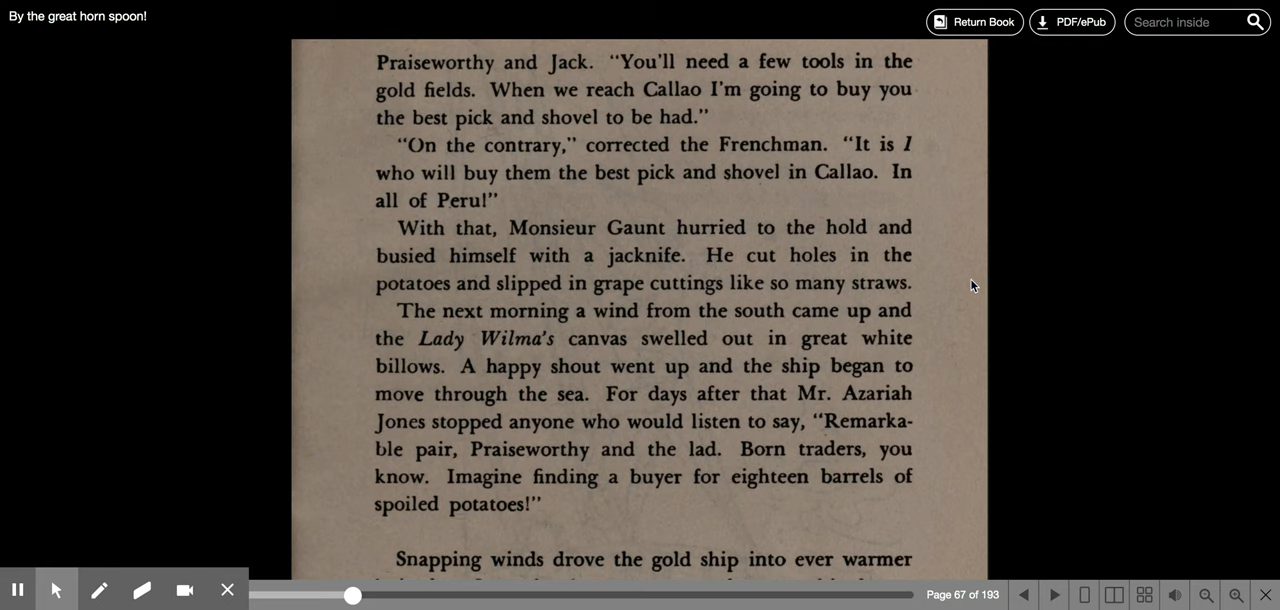 By the great horn spoon!
Return Book
PDF/ePub
Search inside
Praiseworthy and Jack. "You'll need a few tools in the
gold fields. When we reach Callao I'm going to buy you
the best pick and shovel to be had."
"On the contrary," corrected the Frenchman. "It is I
who will buy them the best pick and shovel in Callao. In
all of Peru!"
With that, Monsieur Gaunt hurried to the hold and
busied himself with a jacknife. He cut holes in the
potatoes and slipped in grape cuttings like so many straws.
The next morning a wind from the south came up and
the Lady Wilma's canvas swelled out in great white
billows. A happy shout went up and the ship began to
move through the sea. For days after that Mr. Azariah
Jones stopped anyone who would listen to say, "Remarka-
ble pair, Praiseworthy and the lad. Born traders, you
know. Imagine finding a buyer for eighteen barrels of
spoiled potatoes!"
Snapping winds drove the gold ship into ever warmer
Page 67 of 193